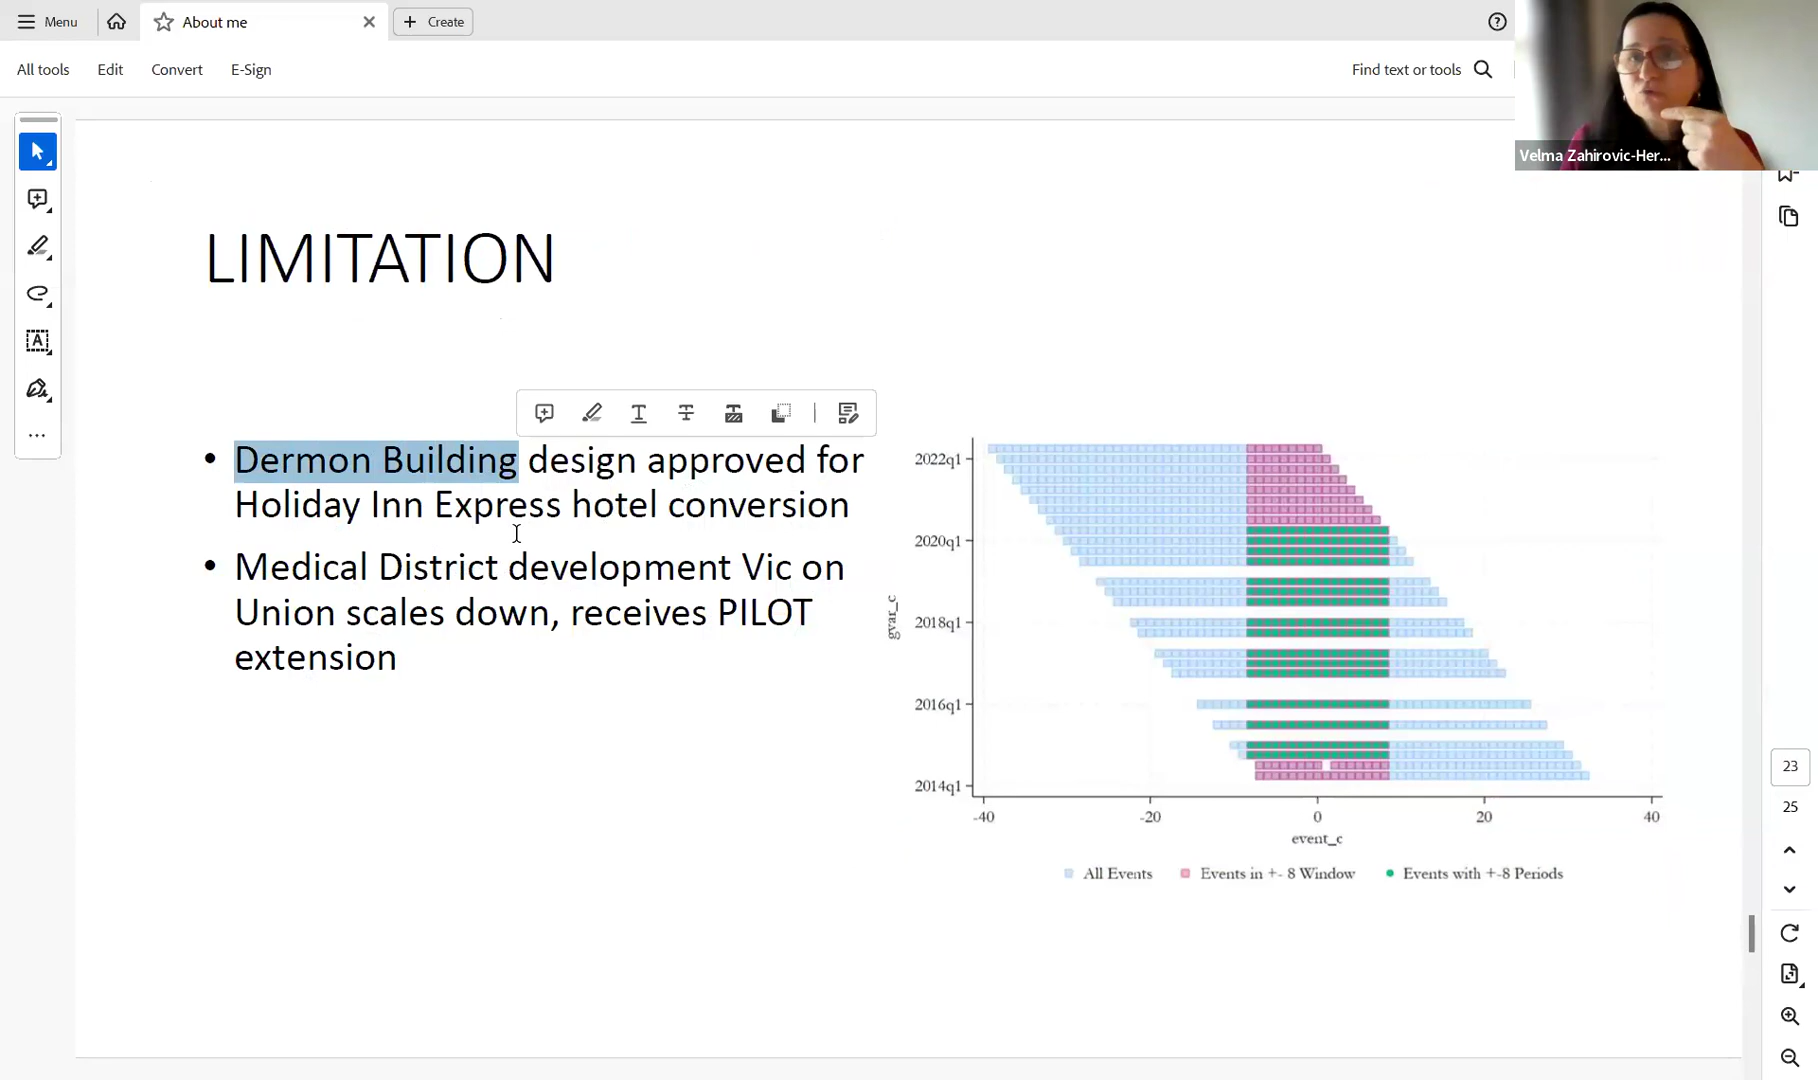 Menu
About me
Create
All tools
Edit
Convert
E-Sign
Find text or tools
Velma Zahirovic-Her...
LIMITATION
• Dermon Building design approved for
Holiday Inn Express hotel conversion
• Medical District development Vic on
Union scales down, receives PILOT
extension
gvar_c
2022q1
2020q1
2018q1
2016q1
2014q1
-40 -20 0 20 40
event_c
All Events Events in +- 8 Window Events with +-8 Periods
23
25